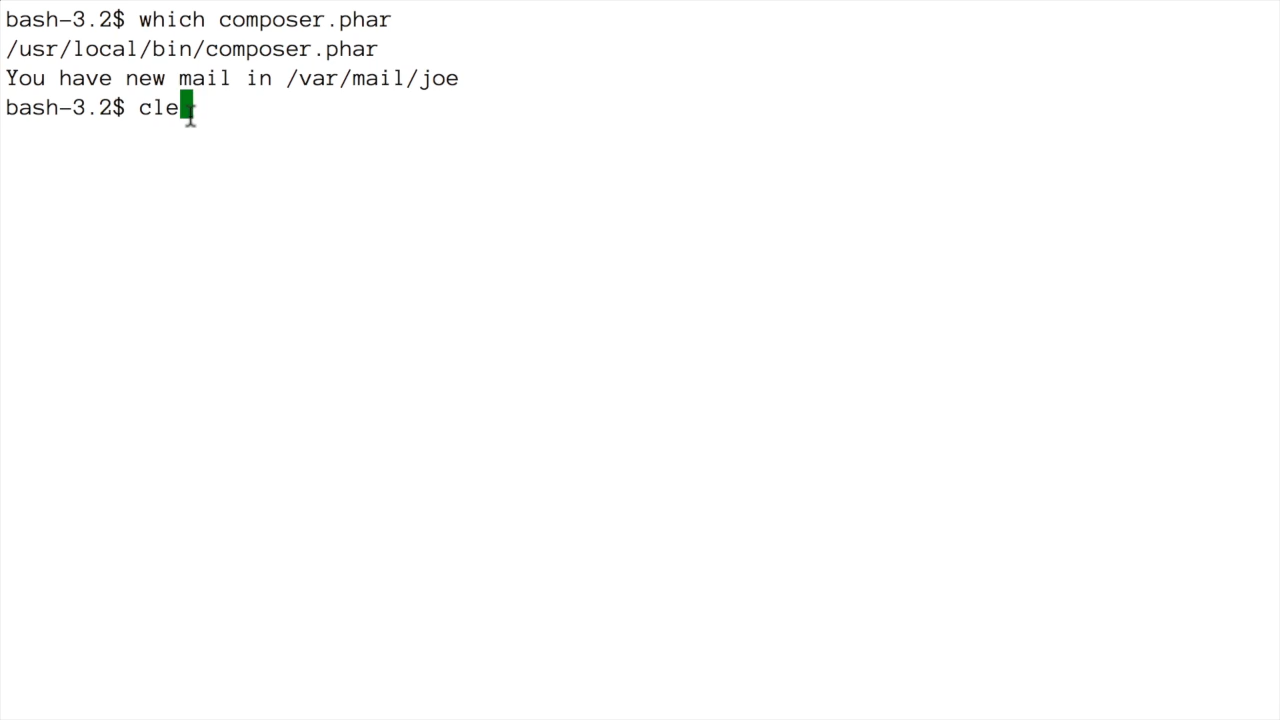 bash-3.2$ which composer.phar
/usr/local/bin/composer.phar
You have new mail in /var/mail/joe
bash-3.2$ cle